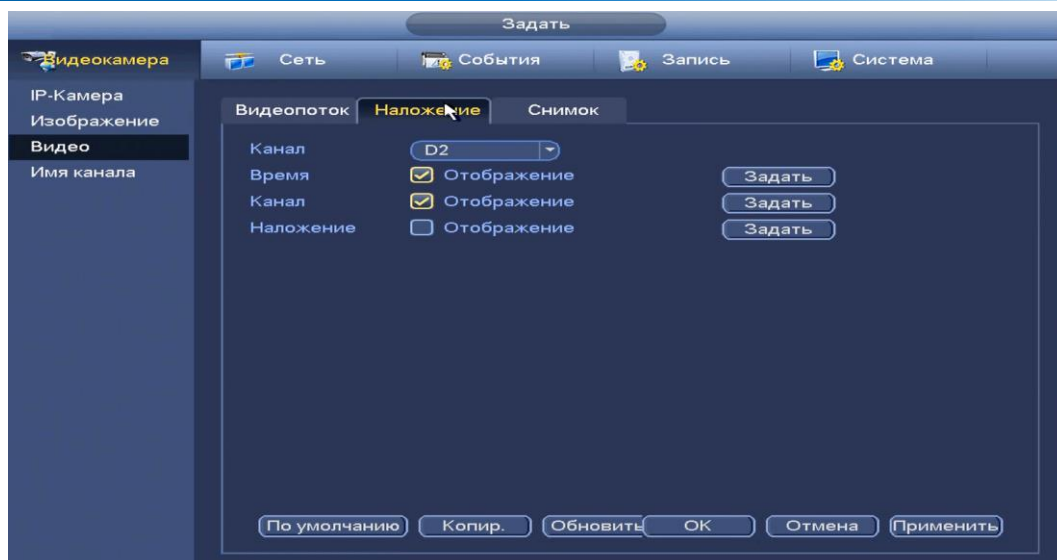 Задать
Видеокамера Сеть События Запись Система
IP-Камера
Изображение
Видео
Имя канала
Видеопоток Наложение Снимок
Канал D2
Время Отображение Задать
Канал Отображение Задать
Наложение Отображение Задать
По умолчанию Копир. Обновить OK Отмена Применить